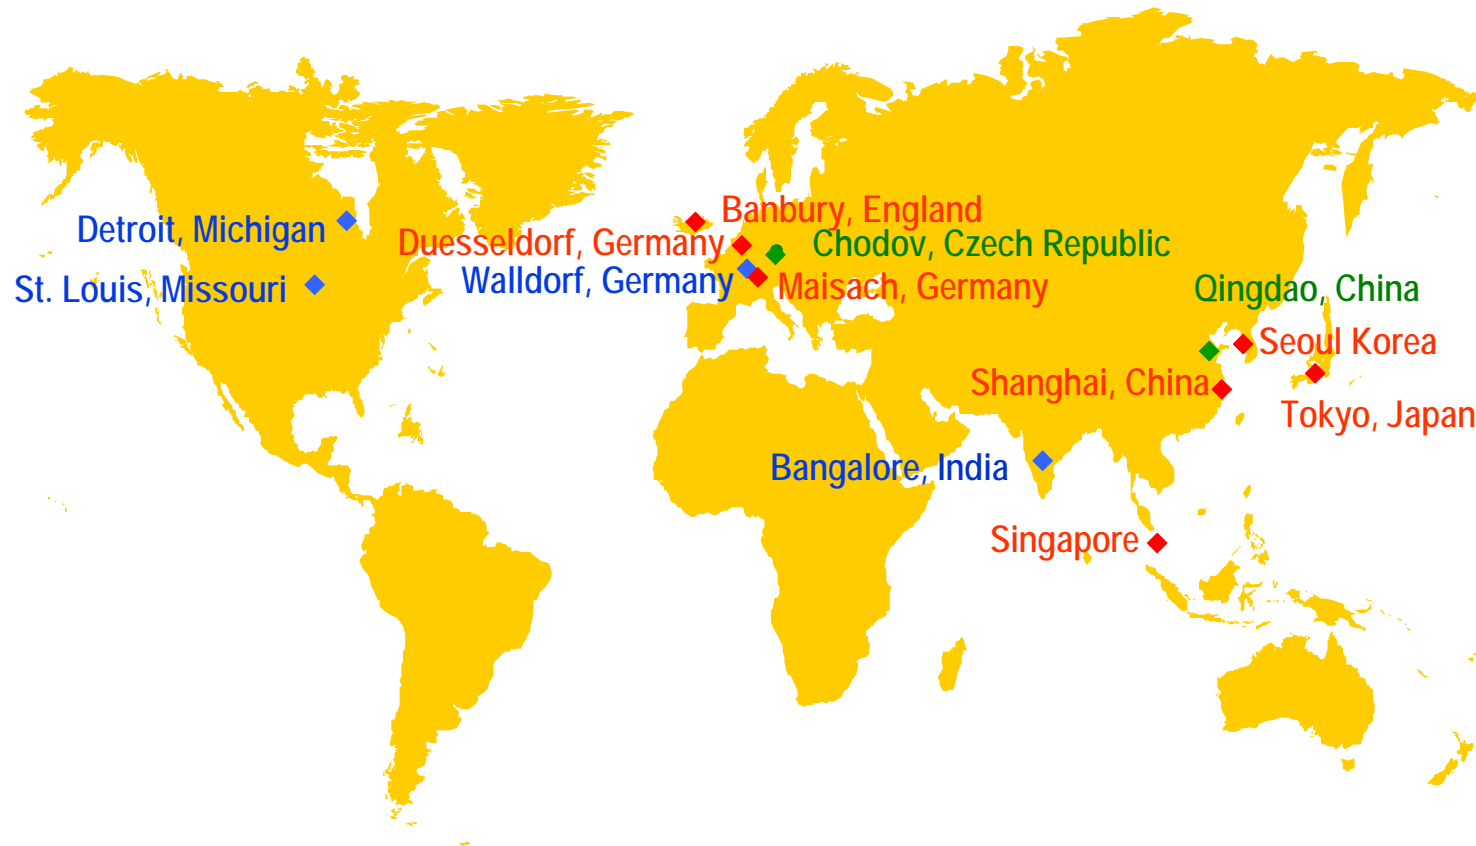 Banbury, England
Detroit, Michigan
Duesseldorf, Germany
Chodov, Czech Republic
Walldorf, Germany
Maisach, Germany
St. Louis, Missouri
Qingdao, China
Seoul Korea
Shanghai, China
Tokyo, Japan
Bangalore, India
Singapore